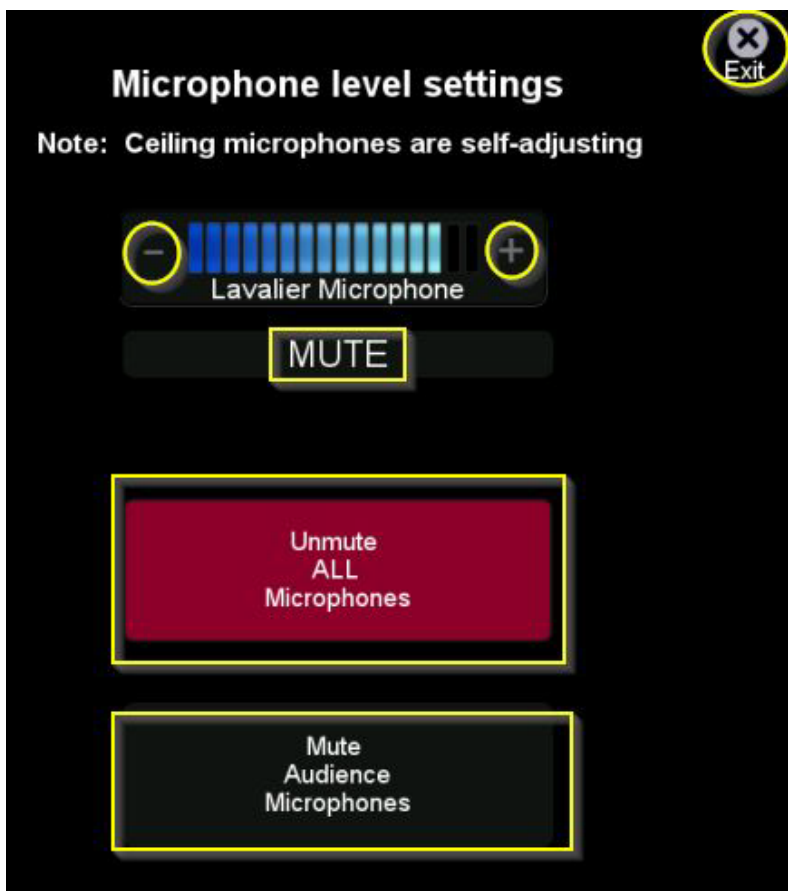 Exit
Microphone level settings
Note: Ceiling microphones are self-adjusting
- +
Lavalier Microphone
MUTE
Unmute
ALL
Microphones
Mute
Audience
Microphones